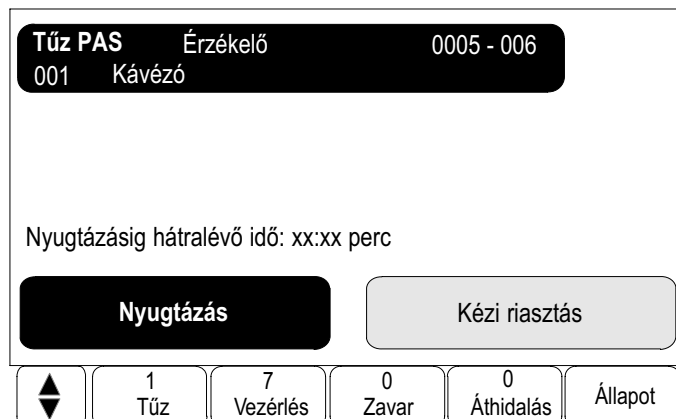 Tűz PAS Érzékelő 0005 - 006
001 Kávézó
Nyugtázásig hátralévő idő: xx:xx perc
Nyugtázás Kézi riasztás
1 7 0 0
Tűz Vezérlés Zavar Áthidalás Állapot